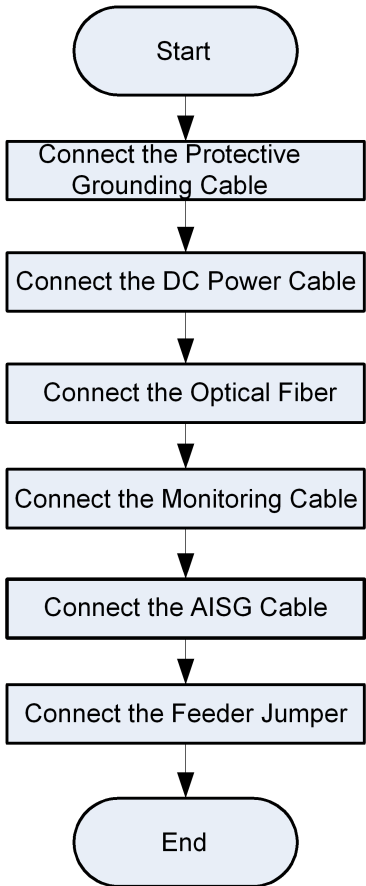 Start
Connect the Protective
Grounding Cable
Connect the DC Power Cable
Connect the Optical Fiber
Connect the Monitoring Cable
Connect the AISG Cable
Connect the Feeder Jumper
End